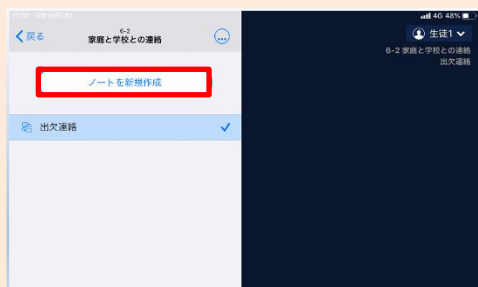 4G 48%
戻る
6-2
家庭と学校との連絡
ノートを新規作成
出欠連絡
生徒1
6-2 家庭と学校との連絡
出欠連絡